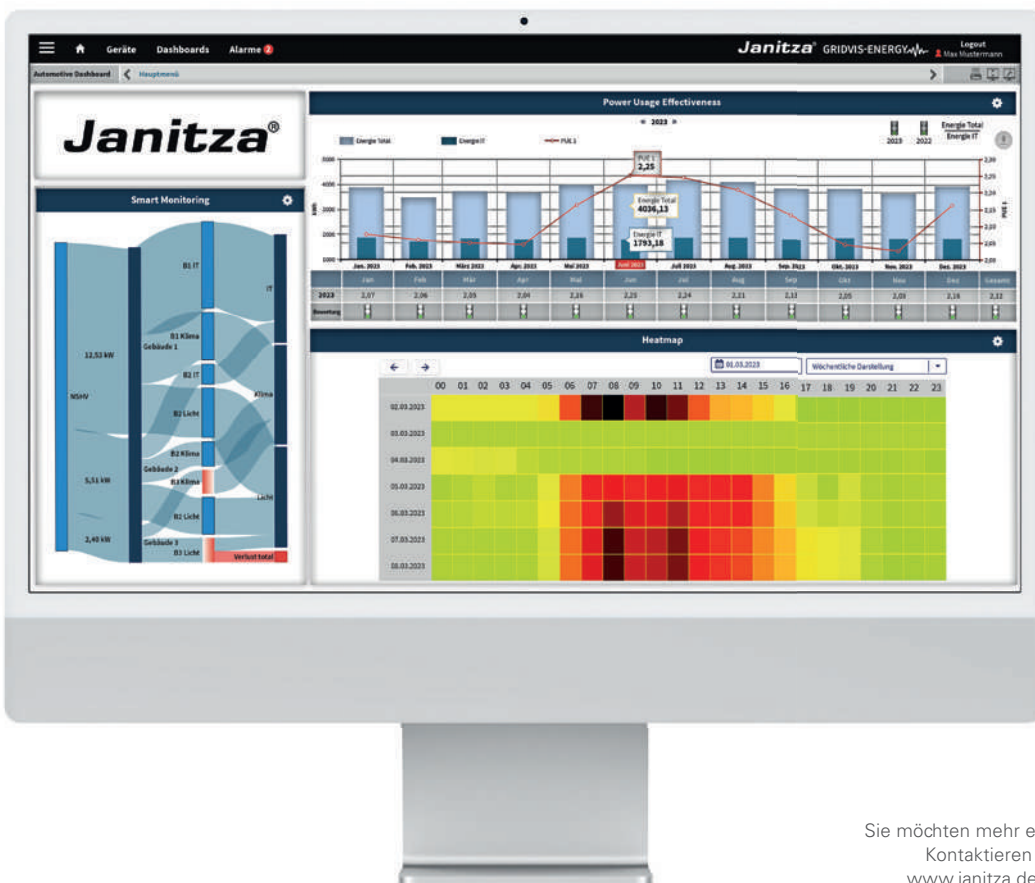 Geräte Dashboards Alarme 2
Janitza® GRIDVIS-ENERGY
Logout
Max Mustermann
Automotive Dashboard Hauptmenü
Janitza®
Smart Monitoring
B1 IT
IT
B1 Klima
Gebäude 1
12,53 kW
B2 IT
NSHV
Klima
B2 Licht
B2 Klima
Gebäude 2
5,51 kW
B3 Klima
Licht
B2 Licht
2,40 kW
Gebäude 3
B3 Licht
Verlust total
Power Usage Effectiveness
« 2023 »
Energie Total Energie IT PUE 1
2023 2022
Energie Total
Energie IT
PUE 1
2,25
Energie Total
4036,13
Energie IT
1793,18
kWh
PUE 1
Jan. 2023 Feb. 2023 März 2023 Apr. 2023 Mai 2023 Juni 2023 Juli 2023 Aug. 2023 Sep. 2023 Okt. 2023 Nov. 2023 Dez. 2023
Jan Feb Mär Apr Mai Jun Jul Aug Sep Okt Nov Dez Gesamt
2023 2,07 2,06 2,05 2,04 2,16 2,25 2,24 2,21 2,13 2,05 2,03 2,16 2,12
Bewertung
Heatmap
01.03.2023 Wöchentliche Darstellung
00 01 02 03 04 05 06 07 08 09 10 11 12 13 14 15 16 17 18 19 20 21 22 23
02.03.2023
03.03.2023
04.03.2023
05.03.2023
06.03.2023
07.03.2023
08.03.2023
Sie möchten mehr
Kontaktieren
www.janitza.de